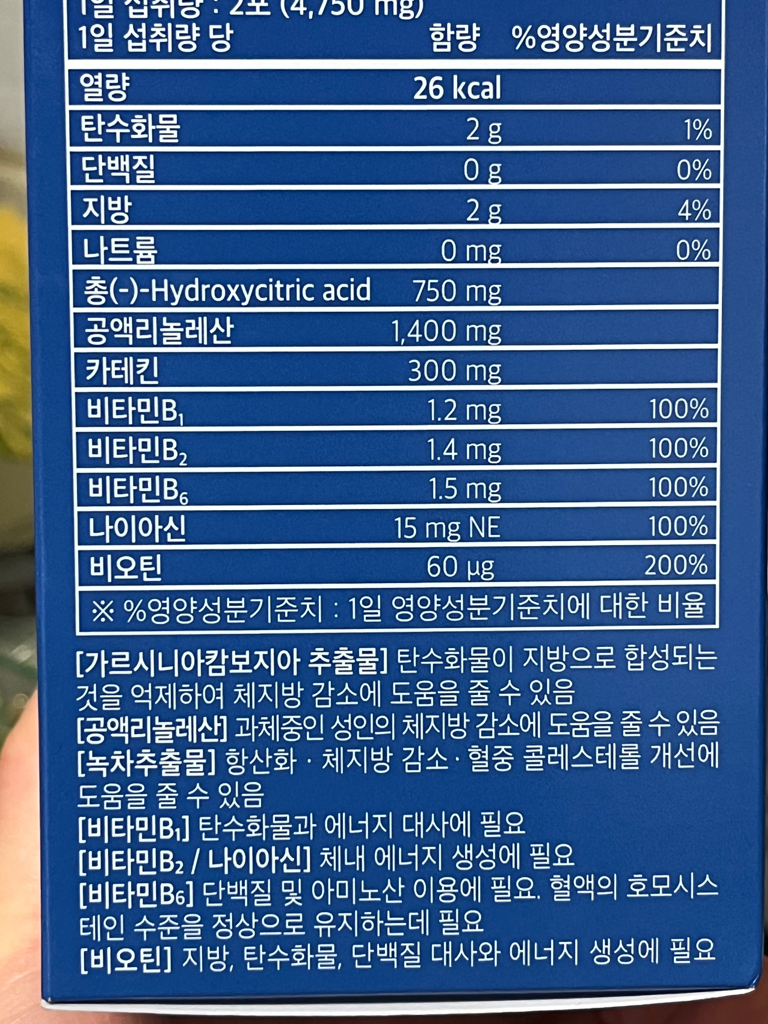 1일 섭취량 : 2포 (4,750 mg)
1일 섭취량 당 함량 %영양성분기준치
열량 26 kcal
탄수화물 2 g 1%
단백질 0 g 0%
지방 2 g 4%
나트륨 0 mg 0%
총(-)-Hydroxycitric acid 750 mg
공액리놀레산 1,400 mg
카테킨 300 mg
비타민B₁ 1.2 mg 100%
비타민B₂ 1.4 mg 100%
비타민B₆ 1.5 mg 100%
나이아신 15 mg NE 100%
비오틴 60 µg 200%
※ %영양성분기준치 : 1일 영양성분기준치에 대한 비율
[가르시니아캄보지아 추출물] 탄수화물이 지방으로 합성되는
것을 억제하여 체지방 감소에 도움을 줄 수 있음
[공액리놀레산] 과체중인 성인의 체지방 감소에 도움을 줄 수 있음
[녹차추출물] 항산화 · 체지방 감소 · 혈중 콜레스테롤 개선에
도움을 줄 수 있음
[비타민B₁] 탄수화물과 에너지 대사에 필요
[비타민B₂ / 나이아신] 체내 에너지 생성에 필요
[비타민B₆] 단백질 및 아미노산 이용에 필요. 혈액의 호모시스
테인 수준을 정상으로 유지하는데 필요
[비오틴] 지방, 탄수화물, 단백질 대사와 에너지 생성에 필요